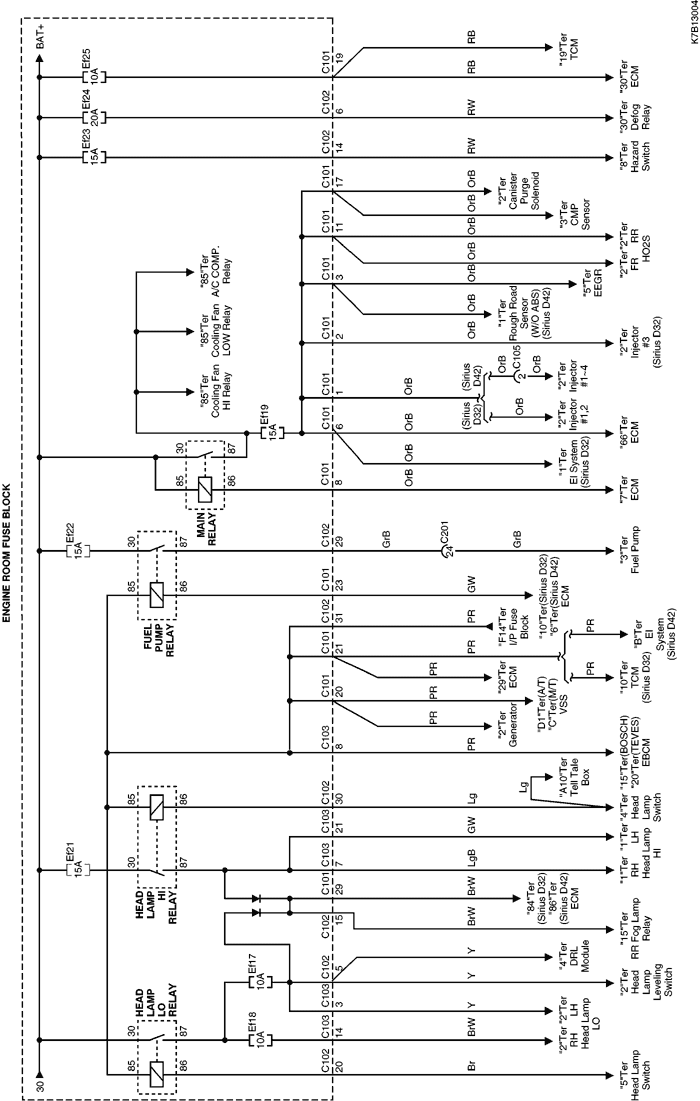 K7B13004
ENGINE ROOM FUSE BLOCK
BAT+
30
Ef25
10A
C101
19
RB
"19"Ter
TCM
RB
"30"Ter
ECM
Ef24
20A
C102
6
RW
"30"Ter
Defog
Relay
Ef23
15A
C102
14
RW
"8"Ter
Hazard
Switch
C101
17
OrB
"2"Ter
Canister
Purge
Solenoid
OrB
"3"Ter
CMP
Sensor
C101
11
OrB
OrB
"2"Ter "2"Ter
FR RR
HO2S
C101
3
OrB
"5"Ter
EEGR
OrB
"1"Ter
Rough Road
Sensor
(W/O ABS)
(Sirius D42)
C101
2
OrB
"2"Ter
Injector
#3
(Sirius D32)
"85"Ter
A/C COMP.
Relay
"85"Ter
Cooling Fan
LOW Relay
"85"Ter
Cooling Fan
HI Relay
C101
1
OrB
(Sirius
D42)
OrB
C105
2
OrB
"2"Ter
Injector
#1~4
(Sirius
D32)
OrB
"2"Ter
Injector
#1,2
Ef19
15A
C101
6
OrB
"66"Ter
ECM
OrB
"1"Ter
EI System
(Sirius D32)
30
87
85
86
MAIN
RELAY
C101
8
OrB
"7"Ter
ECM
Ef22
15A
30
87
85
86
FUEL
PUMP
RELAY
C102
29
GrB
C201
24
GrB
"3"Ter
Fuel Pump
C101
23
GW
"10"Ter(Sirius D32)
"6"Ter(Sirius D42)
ECM
C102
31
PR
"F14"Ter
I/P Fuse
Block
C101
21
PR
PR
"B"Ter
EI
System
(Sirius D42)
PR
"10"Ter
TCM
(Sirius D32)
PR
"29"Ter
ECM
C101
20
PR
"D1"Ter(A/T)
"C"Ter(M/T)
VSS
PR
"2"Ter
Generator
C103
8
PR
"15"Ter(BOSCH)
"20"Ter(TEVES)
EBCM
Ef21
15A
30
87
85
86
HEAD
LAMP
HI
RELAY
C102
30
Lg
Lg
"A10"Ter
Tell Tale
Box
"4"Ter
Head
Lamp
Switch
C103
21
GW
C103
7
LgB
"1"Ter "1"Ter
RH LH
Head Lamp
HI
C101
29
BrW
"84"Ter
(Sirius D32)
"86"Ter
(Sirius D42)
ECM
C102
15
BrW
"15"Ter
RR Fog Lamp
Relay
Ef17
10A
C102
5
Y
"4"Ter
DRL
Module
Y
"2"Ter
Head
Lamp
Leveling
Switch
C103
3
Y
Ef18
10A
C103
14
BrW
"2"Ter "2"Ter
RH LH
Head Lamp
LO
HEAD
LAMP
LO
RELAY
30
87
85
86
C102
20
Br
"5"Ter
Head Lamp
Switch